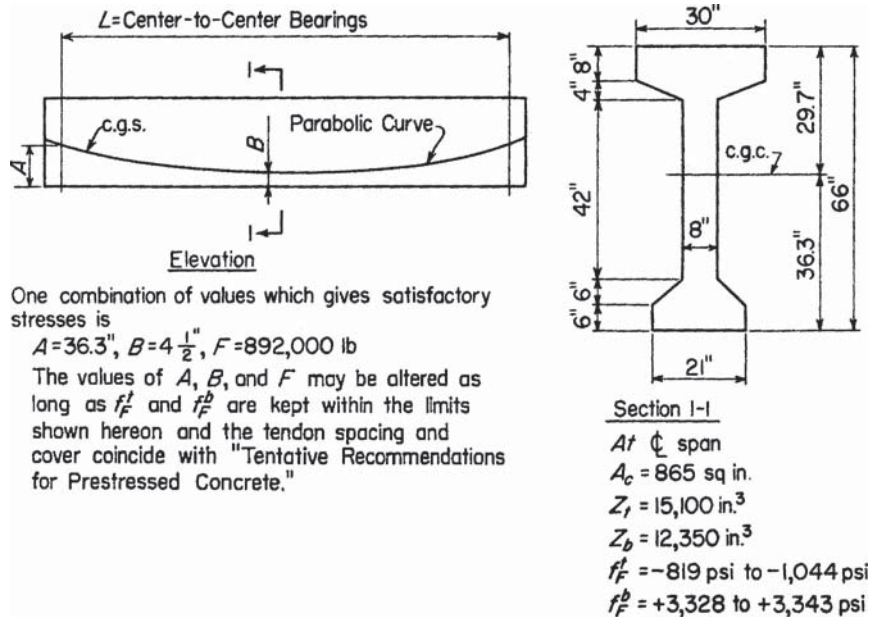 L=Center-to-Center Bearings
I
c.g.s.
B
Parabolic Curve
A
I
Elevation
One combination of values which gives satisfactory
stresses is
A=36.3", B=4 1/2", F=892,000 lb
The values of A, B, and F may be altered as
long as f_F^t and f_F^b are kept within the limits
shown hereon and the tendon spacing and
cover coincide with "Tentative Recommendations
for Prestressed Concrete."
30"
8"
4"
29.7"
c.g.c.
42"
8"
66"
36.3"
6"
6"
21"
Section I-I
At ℄ span
A_c = 865 sq in.
Z_t = 15,100 in.³
Z_b = 12,350 in.³
f_F^t = -819 psi to -1,044 psi
f_F^b = +3,328 to +3,343 psi